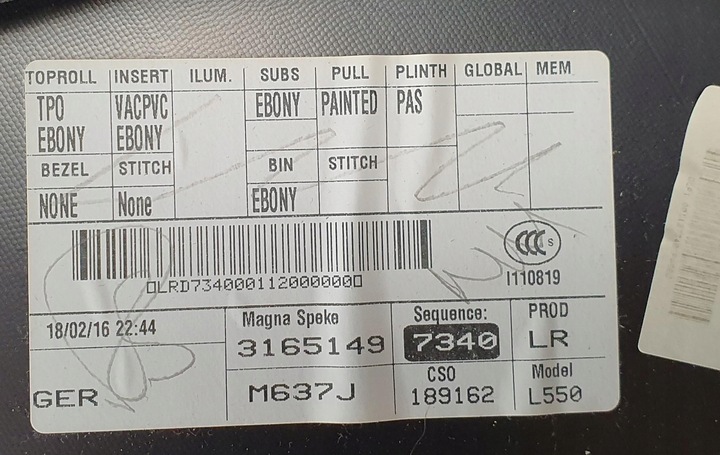 TOPROLL INSERT ILUM. SUBS PULL PLINTH GLOBAL MEM
TPO VACPVC EBONY PAINTED PAS
EBONY EBONY
BEZEL STITCH BIN STITCH
NONE None EBONY
CCC S
0LRD73400011200000000
I110819
18/02/16 22:44 Magna Speke Sequence: PROD
3165149 7340 LR
GER M637J CSO Model
189162 L550